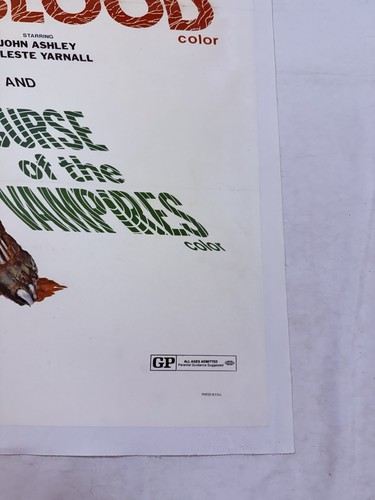 BLOOD
color
STARRING
JOHN ASHLEY
LESTE YARNALL
AND
URSE
of the
VAMPIRES
color
GP ALL AGES ADMITTED
Parental Guidance Suggested